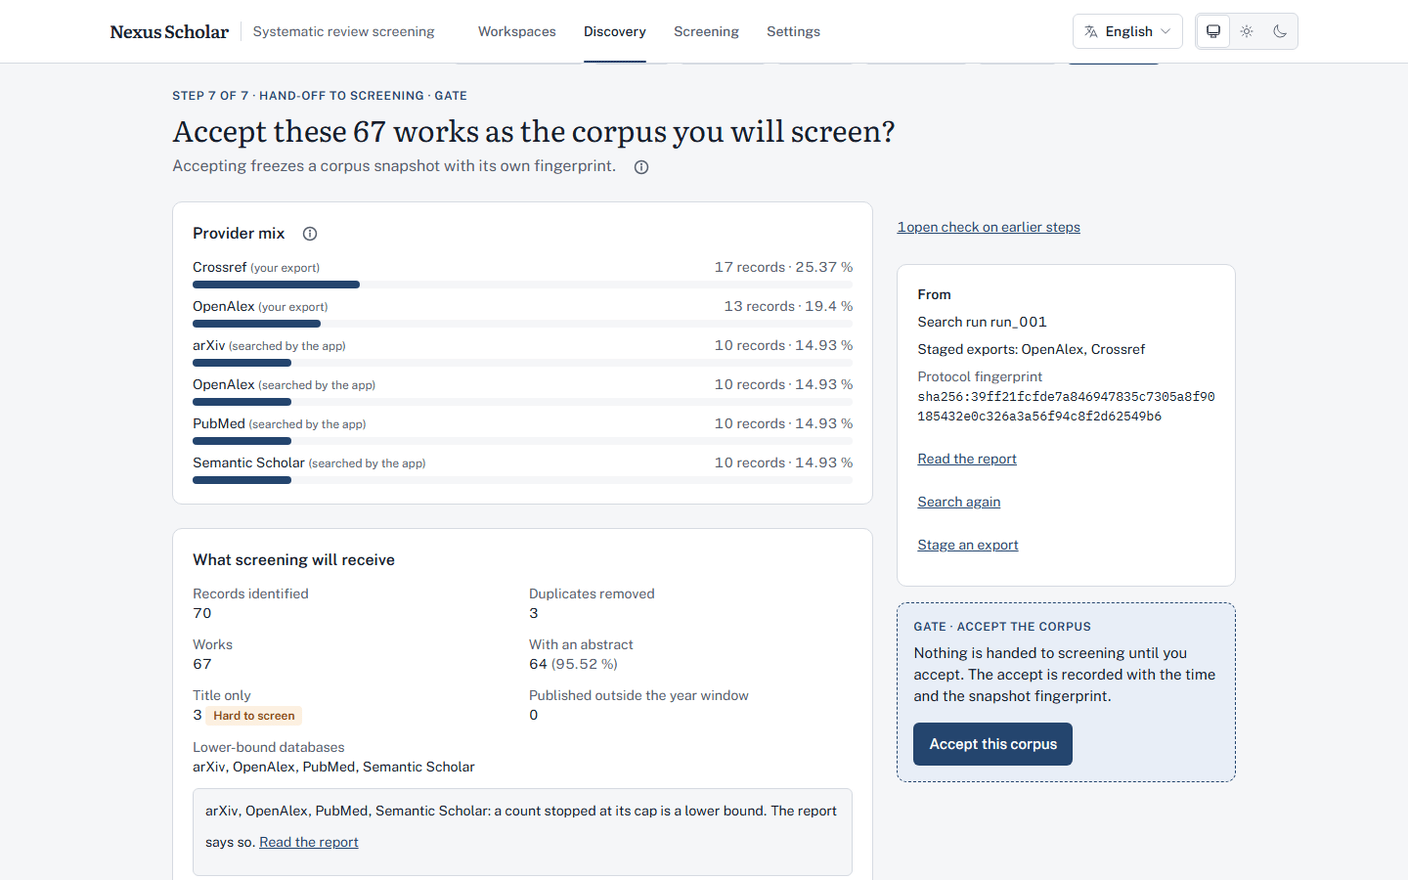 Nexus Scholar
Systematic review screening
Workspaces
Discovery
Screening
Settings
English
STEP 7 OF 7 · HAND-OFF TO SCREENING · GATE
Accept these 67 works as the corpus you will screen?
Accepting freezes a corpus snapshot with its own fingerprint.
Provider mix
Crossref (your export)
17 records · 25.37 %
OpenAlex (your export)
13 records · 19.4 %
arXiv (searched by the app)
10 records · 14.93 %
OpenAlex (searched by the app)
10 records · 14.93 %
PubMed (searched by the app)
10 records · 14.93 %
Semantic Scholar (searched by the app)
10 records · 14.93 %
What screening will receive
Records identified
70
Duplicates removed
3
Works
67
With an abstract
64 (95.52 %)
Title only
3 Hard to screen
Published outside the year window
0
Lower-bound databases
arXiv, OpenAlex, PubMed, Semantic Scholar
arXiv, OpenAlex, PubMed, Semantic Scholar: a count stopped at its cap is a lower bound. The report
says so. Read the report
1open check on earlier steps
From
Search run run_001
Staged exports: OpenAlex, Crossref
Protocol fingerprint
sha256:39ff21fcfde7a846947835c7305a8f90
185432e0c326a3a56f94c8f2d62549b6
Read the report
Search again
Stage an export
GATE · ACCEPT THE CORPUS
Nothing is handed to screening until you
accept. The accept is recorded with the time
and the snapshot fingerprint.
Accept this corpus